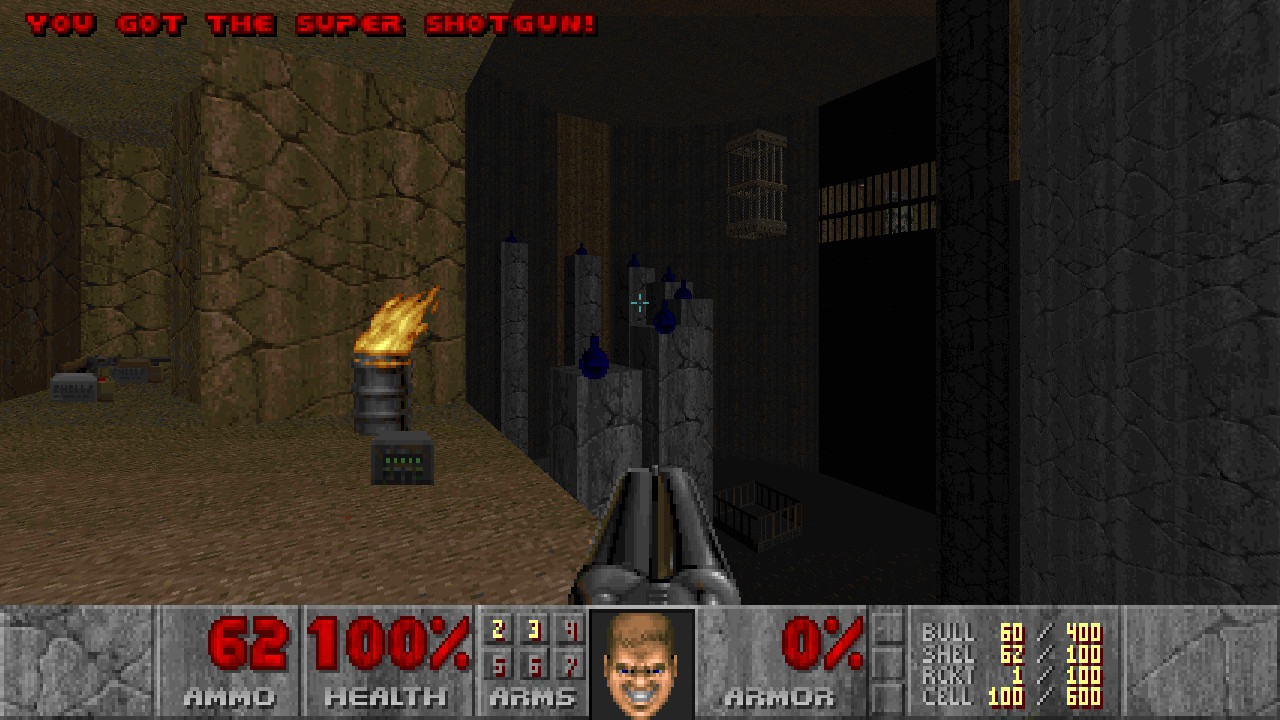 YOU GOT THE SUPER SHOTGUN!
SHELLS
62 100% 2 3 4 0% BULL 60 / 400
5 6 7 SHEL 62 / 100
RCKT 1 / 100
AMMO HEALTH ARMS ARMOR CELL 100 / 600